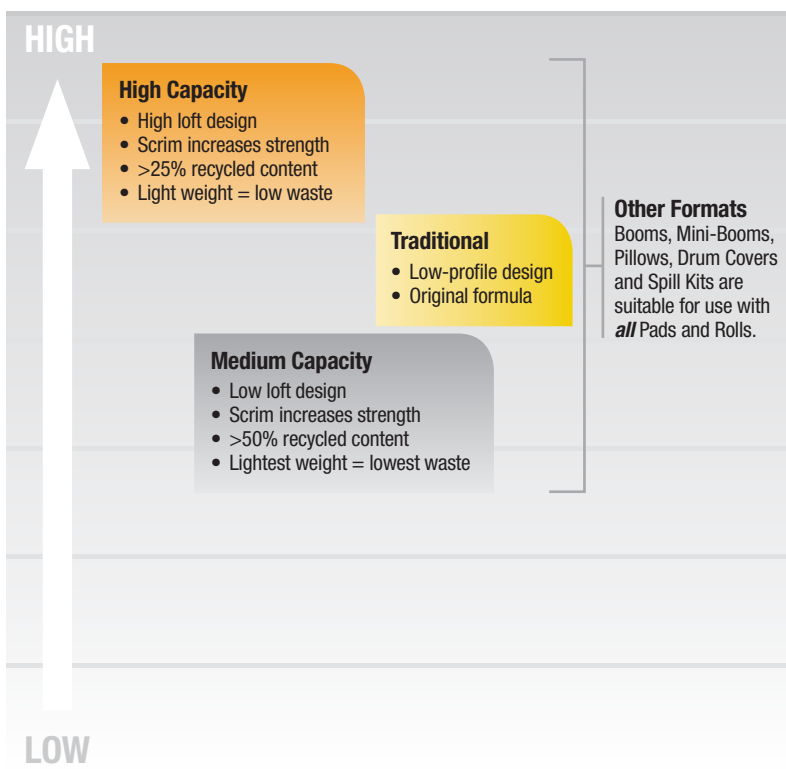 HIGH
High Capacity
• High loft design
• Scrim increases strength
• >25% recycled content
• Light weight = low waste
Traditional
• Low-profile design
• Original formula
Medium Capacity
• Low loft design
• Scrim increases strength
• >50% recycled content
• Lightest weight = lowest waste
Other Formats
Booms, Mini-Booms,
Pillows, Drum Covers
and Spill Kits are
suitable for use with
all Pads and Rolls.
LOW